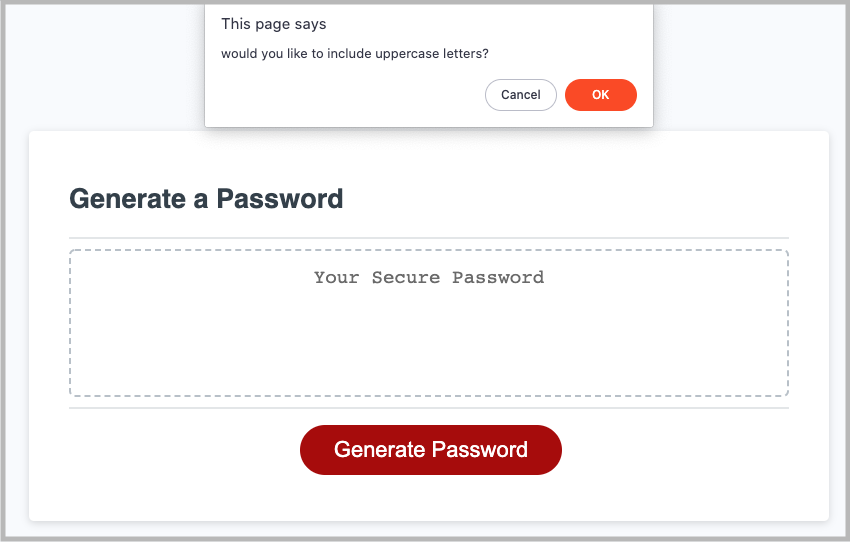 This page says
would you like to include uppercase letters?
Cancel OK
Generate a Password
Your Secure Password
Generate Password